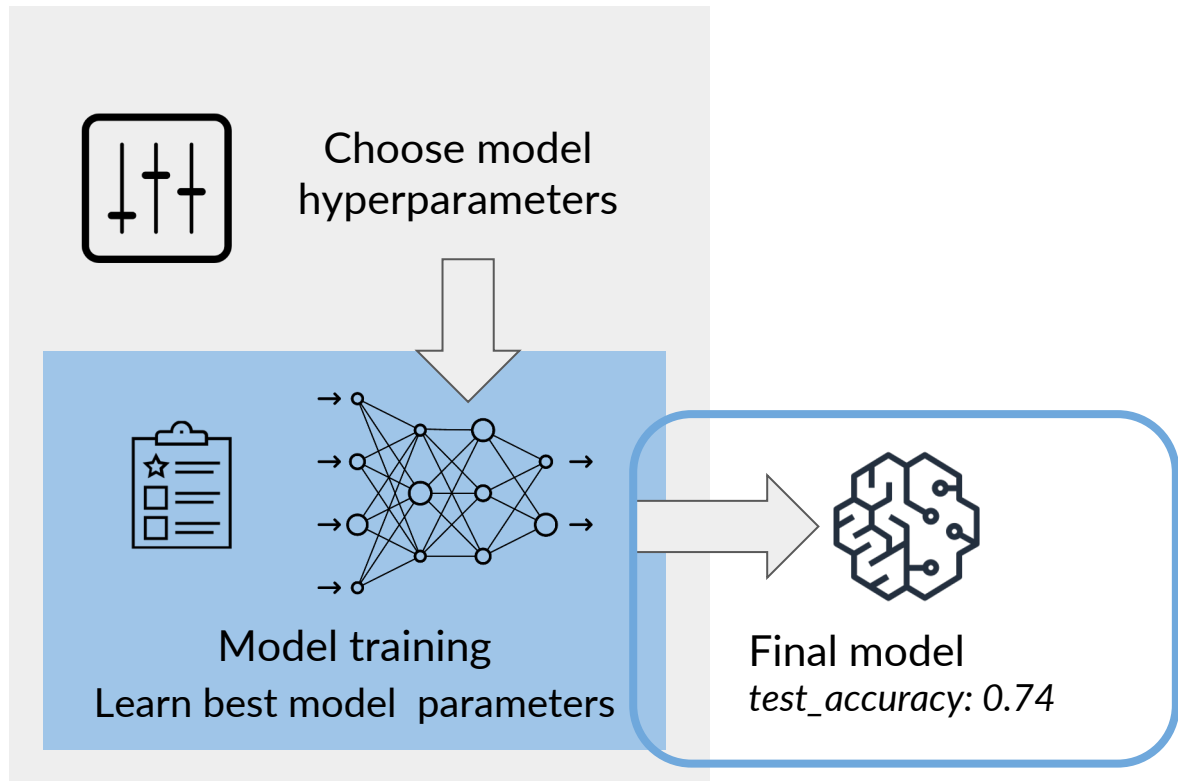 Choose model
hyperparameters
Model training
Learn best model parameters
Final model
test_accuracy: 0.74